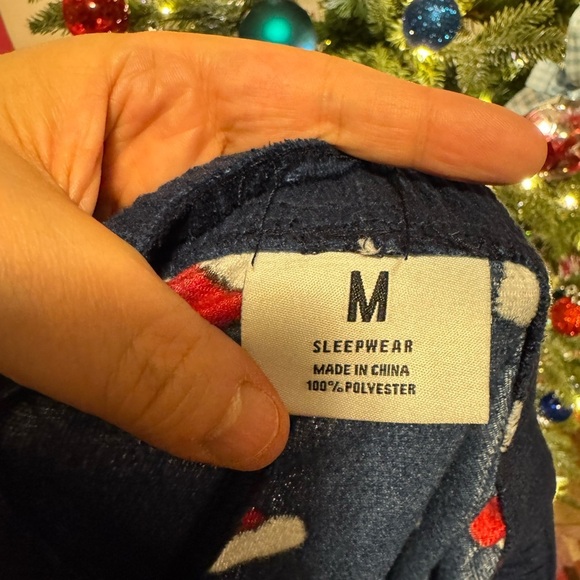 M
SLEEPWEAR
MADE IN CHINA
100% POLYESTER